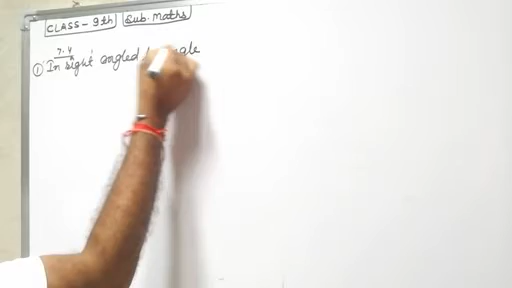 CLASS - 9th Sub. Maths
7.4
① In right angled